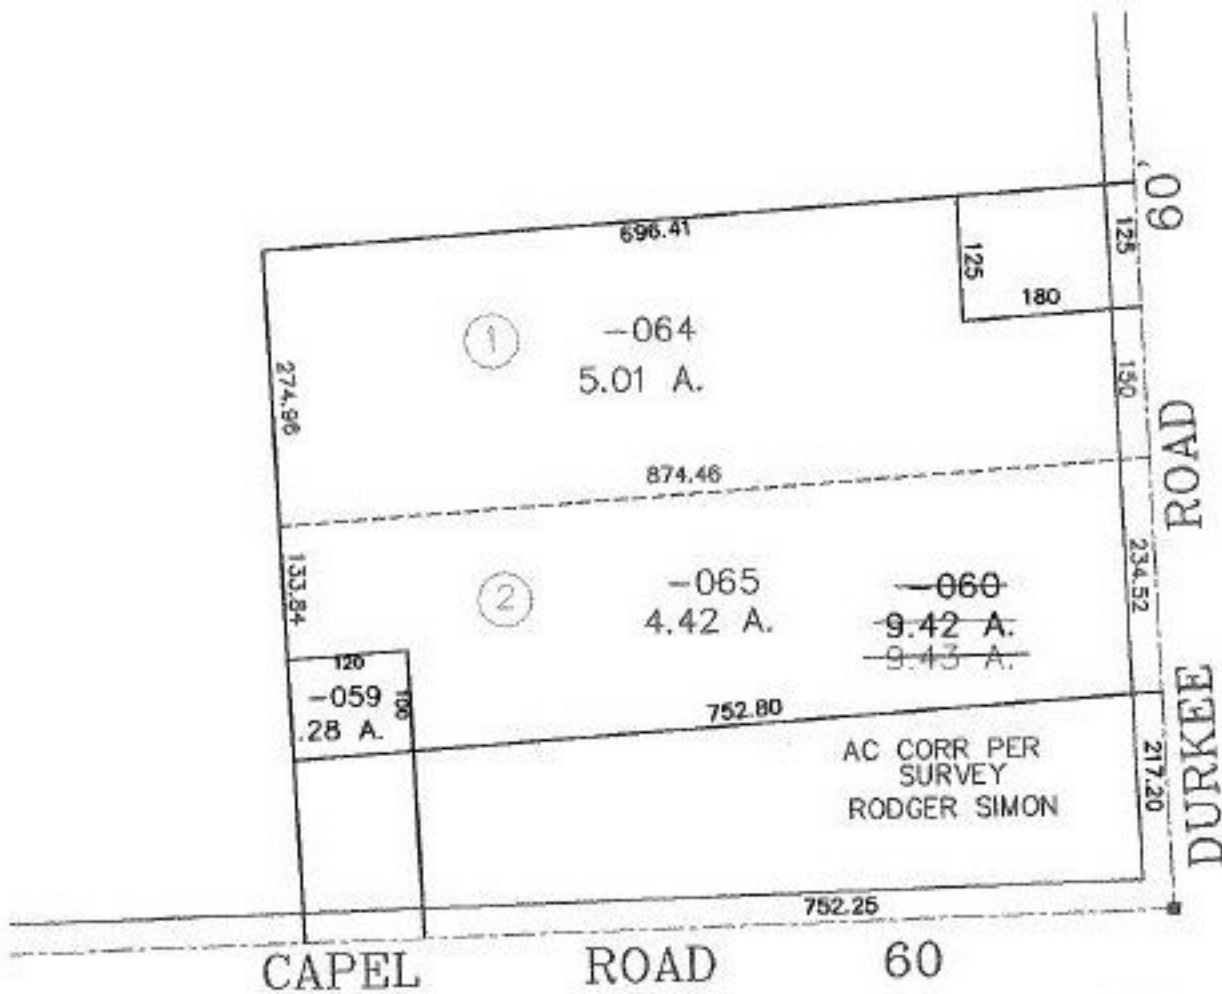 60'
696.41
125
125
180
1
-064
5.01 A.
274.96
150
ROAD
874.46
133.84
2
-065
4.42 A.
-060
9.42 A.
9.43 A.
234.52
120
-059
.28 A.
100
752.80
AC CORR PER
SURVEY
RODGER SIMON
217.20
DURKEE
752.25
CAPEL ROAD 60